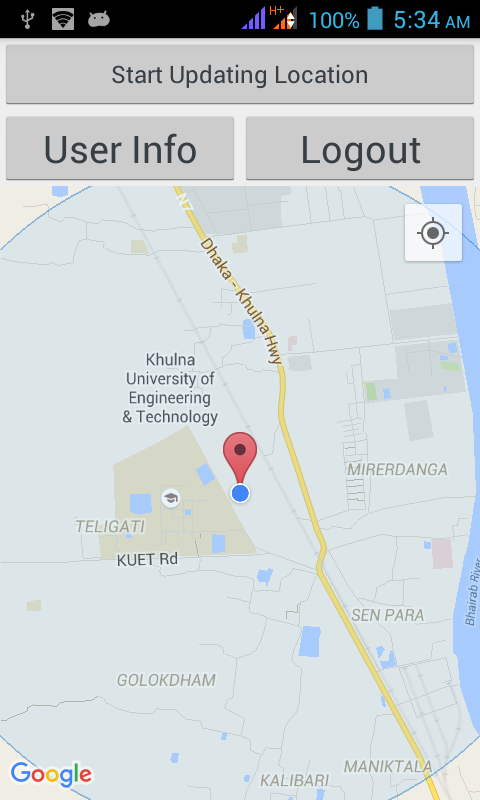 H+
100%
5:34 AM
Start Updating Location
User Info
Logout
N7
Dhaka - Khulna Hwy
Khulna
University of
Engineering
& Technology
MIRERDANGA
TELIGATI
KUET Rd
Bhairab River
SEN PARA
GOLOKDHAM
MANIKTALA
Google
KALIBARI